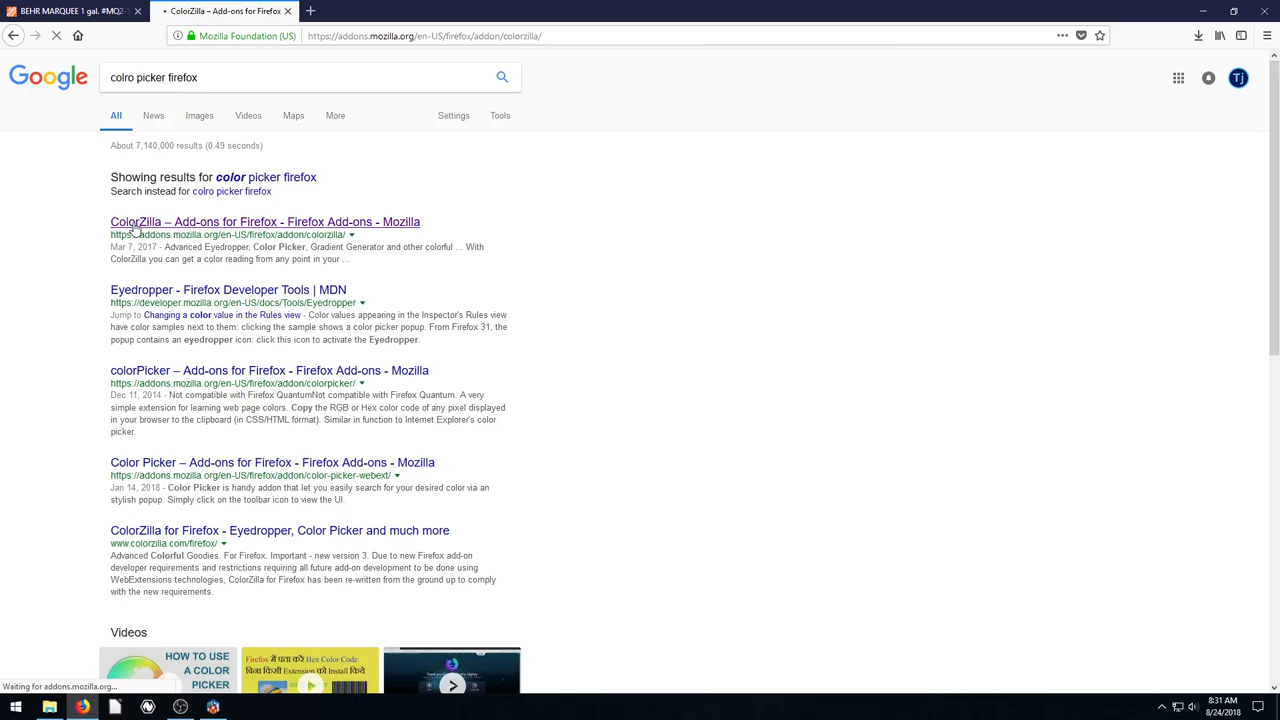 BEHR MARQUEE 1 gal. #MQ2-
ColorZilla – Add-ons for Firefox
Mozilla Foundation (US)
https://addons.mozilla.org/en-US/firefox/addon/colorzilla/
Google
colro picker firefox
Tj
All
News
Images
Videos
Maps
More
Settings
Tools
About 7,140,000 results (0.49 seconds)
Showing results for color picker firefox
Search instead for colro picker firefox
ColorZilla – Add-ons for Firefox - Firefox Add-ons - Mozilla
https://addons.mozilla.org/en-US/firefox/addon/colorzilla/
Mar 7, 2017 - Advanced Eyedropper, Color Picker, Gradient Generator and other colorful ... With
ColorZilla you can get a color reading from any point in your ...
Eyedropper - Firefox Developer Tools | MDN
https://developer.mozilla.org/en-US/docs/Tools/Eyedropper
Jump to Changing a color value in the Rules view - Color values appearing in the Inspector's Rules view
have color samples next to them: clicking the sample shows a color picker popup. From Firefox 31, the
popup contains an eyedropper icon: click this icon to activate the Eyedropper.
colorPicker – Add-ons for Firefox - Firefox Add-ons - Mozilla
https://addons.mozilla.org/en-US/firefox/addon/colorpicker/
Dec 11, 2014 - Not compatible with Firefox QuantumNot compatible with Firefox Quantum. A very
simple extension for learning web page colors. Copy the RGB or Hex color code of any pixel displayed
in your browser to the clipboard (in CSS/HTML format). Similar in function to Internet Explorer's color
picker.
Color Picker – Add-ons for Firefox - Firefox Add-ons - Mozilla
https://addons.mozilla.org/en-US/firefox/addon/color-picker-webext/
Jan 14, 2018 - Color Picker is handy addon that let you easily search for your desired color via an
stylish popup. Simply click on the toolbar icon to view the UI.
ColorZilla for Firefox - Eyedropper, Color Picker and much more
www.colorzilla.com/firefox/
Advanced Colorful Goodies. For Firefox. Important - new version 3. Due to new Firefox add-on
developer requirements and restrictions requiring all future add-on development to be done using
WebExtensions technologies, ColorZilla for Firefox has been re-written from the ground up to comply
with the new requirements.
Videos
HOW TO USE
A COLOR
PICKER
Firefox में पता करे Hex Color Code
बिना किसी Extension को Install किये
Waiting for addons.mozilla.org...
8:31 AM
8/24/2018